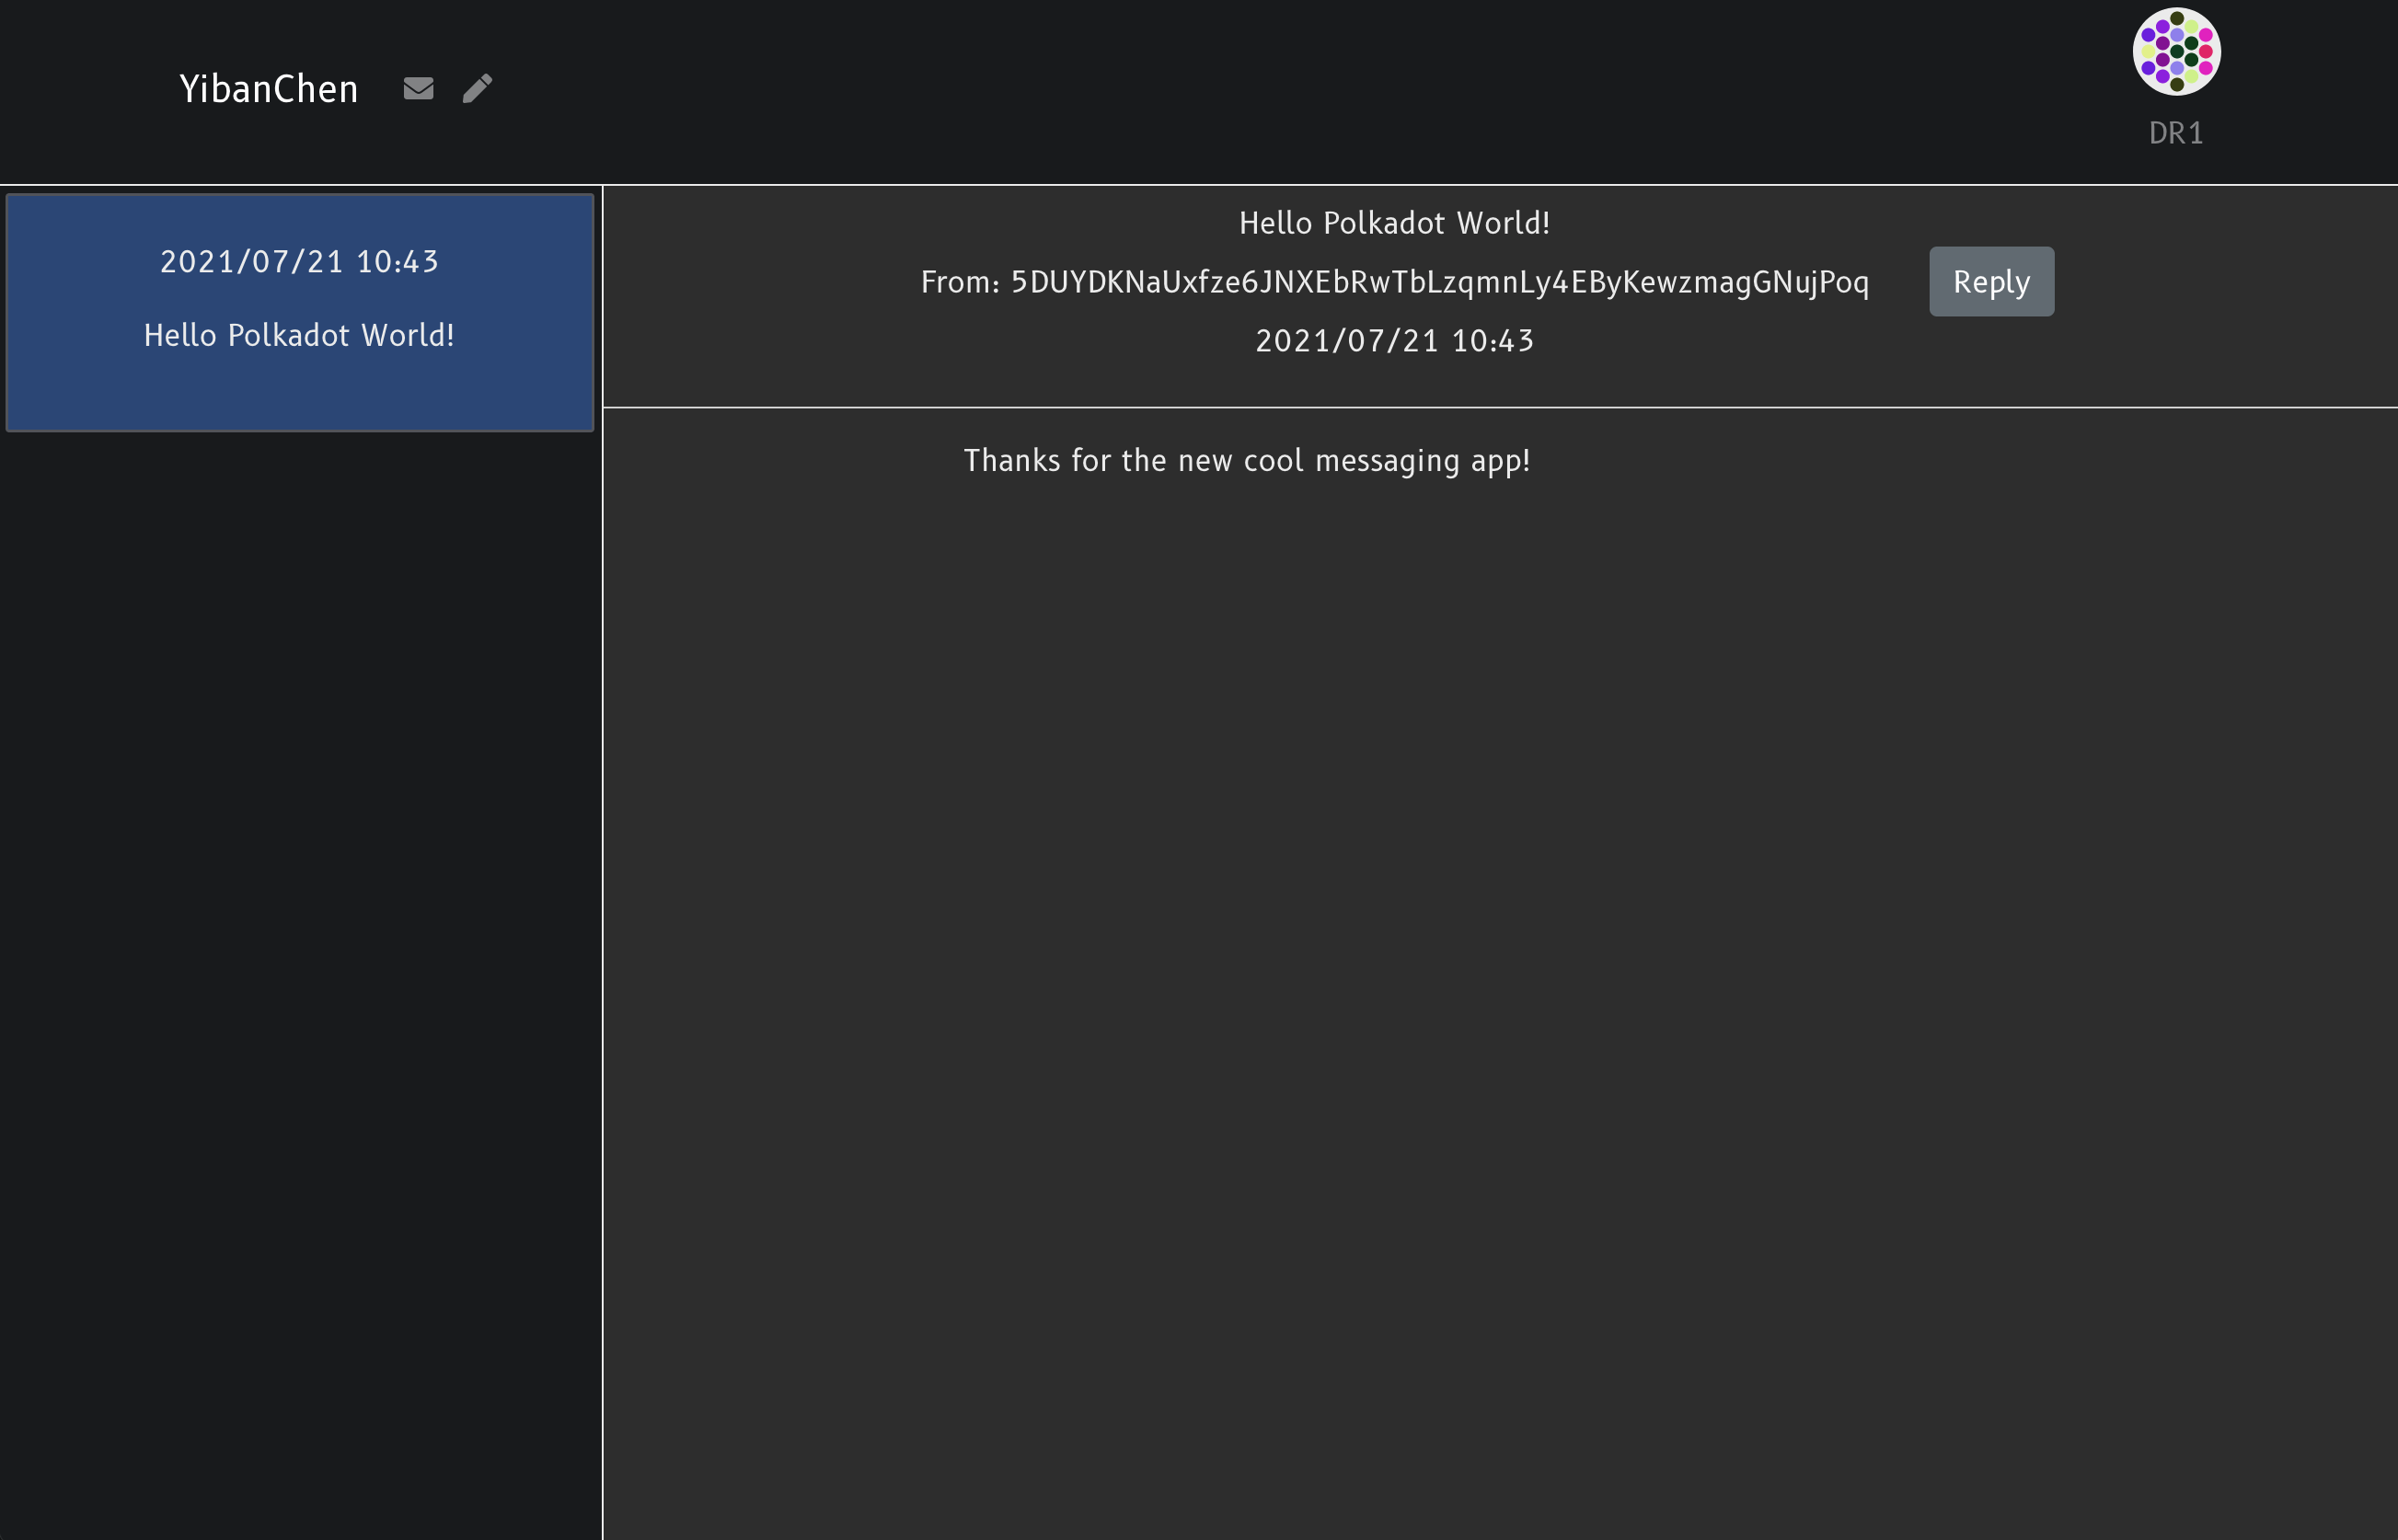 YibanChen
DR1
2021/07/21 10:43
Hello Polkadot World!
Hello Polkadot World!
From: 5DUYDKNaUxfze6JNXEbRwTbLzqmnLy4EByKewzmagGNujPoq
Reply
2021/07/21 10:43
Thanks for the new cool messaging app!